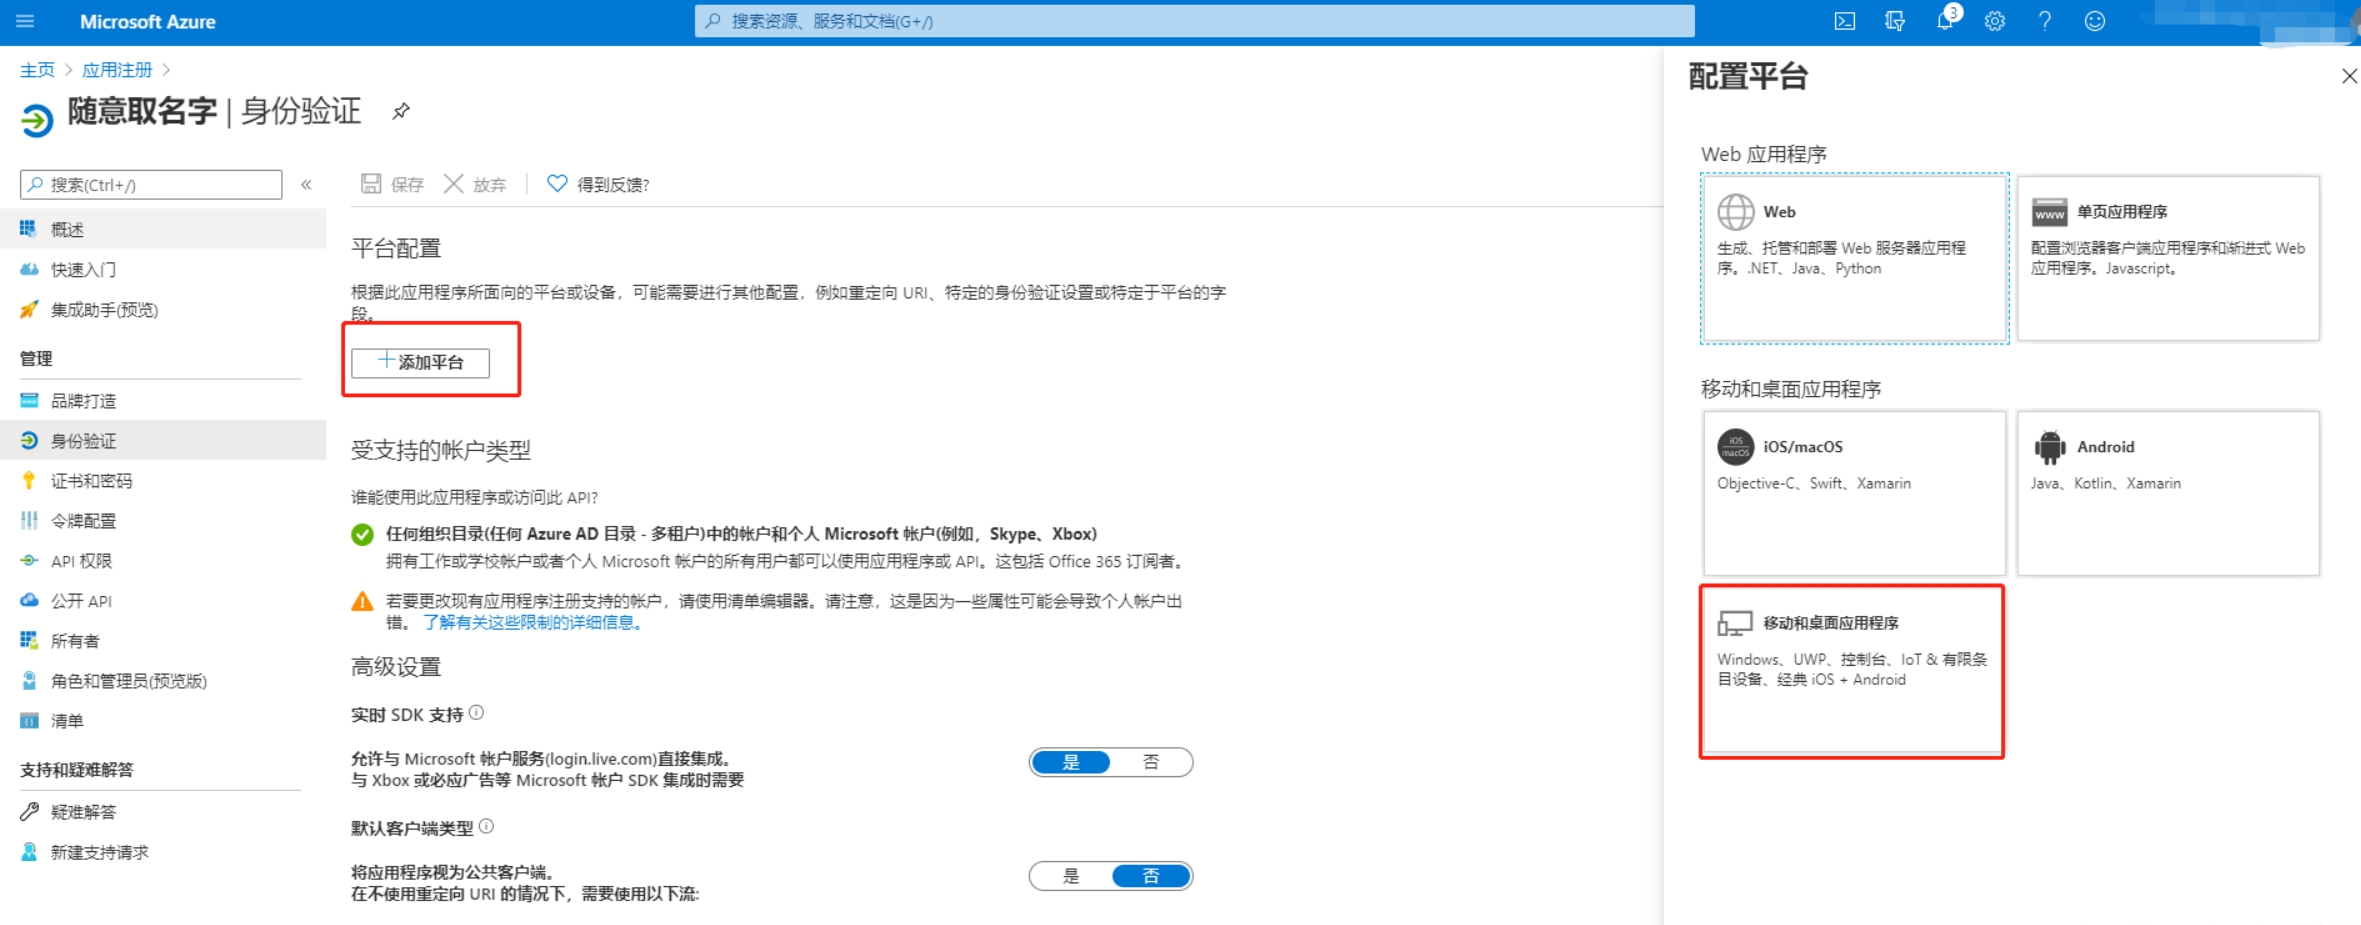 Microsoft Azure
搜索资源、服务和文档(G+/)
3
主页 > 应用注册 >
随意取名字 | 身份验证
搜索(Ctrl+/)
«
概述
快速入门
集成助手(预览)
管理
品牌打造
身份验证
证书和密码
令牌配置
API 权限
公开 API
所有者
角色和管理员(预览版)
清单
支持和疑难解答
疑难解答
新建支持请求
保存
放弃
得到反馈?
平台配置
根据此应用程序所面向的平台或设备，可能需要进行其他配置，例如重定向 URI、特定的身份验证设置或特定于平台的字
段。
+添加平台
受支持的帐户类型
谁能使用此应用程序或访问此 API?
任何组织目录(任何 Azure AD 目录 - 多租户)中的帐户和个人 Microsoft 帐户(例如，Skype、Xbox)
拥有工作或学校帐户或者个人 Microsoft 帐户的所有用户都可以使用应用程序或 API。这包括 Office 365 订阅者。
若要更改现有应用程序注册支持的帐户，请使用清单编辑器。请注意，这是因为一些属性可能会导致个人帐户出
错。 了解有关这些限制的详细信息。
高级设置
实时 SDK 支持
允许与 Microsoft 帐户服务(login.live.com)直接集成。
与 Xbox 或必应广告等 Microsoft 帐户 SDK 集成时需要
是 否
默认客户端类型
将应用程序视为公共客户端。
在不使用重定向 URI 的情况下，需要使用以下流:
是 否
配置平台
Web 应用程序
Web
生成、托管和部署 Web 服务器应用程
序。.NET、Java、Python
www
单页应用程序
配置浏览器客户端应用程序和渐进式 Web
应用程序。Javascript。
移动和桌面应用程序
iOS
macOS
iOS/macOS
Objective-C、Swift、Xamarin
Android
Java、Kotlin、Xamarin
移动和桌面应用程序
Windows、UWP、控制台、IoT & 有限条
目设备、经典 iOS + Android